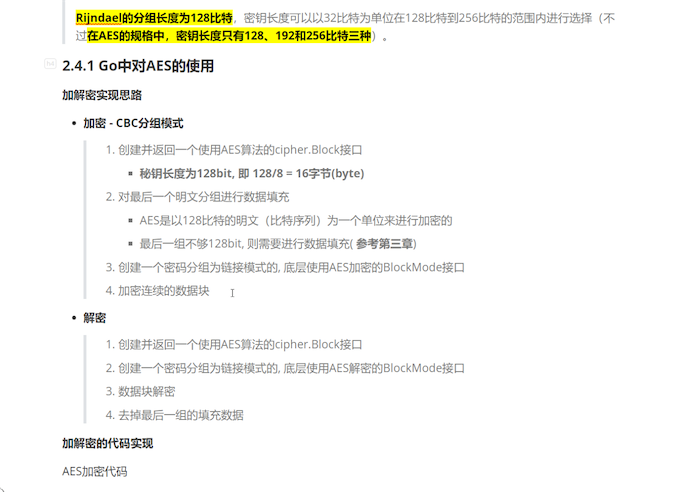 Rijndael的分组长度为128比特，密钥长度可以以32比特为单位在128比特到256比特的范围内进行选择（不
过在AES的规格中，密钥长度只有128、192和256比特三种）。
2.4.1 Go中对AES的使用
加解密实现思路
• 加密 - CBC分组模式
1. 创建并返回一个使用AES算法的cipher.Block接口
▪ 秘钥长度为128bit, 即 128/8 = 16字节(byte)
2. 对最后一个明文分组进行数据填充
▪ AES是以128比特的明文（比特序列）为一个单位来进行加密的
▪ 最后一组不够128bit, 则需要进行数据填充( 参考第三章)
3. 创建一个密码分组为链接模式的, 底层使用AES加密的BlockMode接口
4. 加密连续的数据块
• 解密
1. 创建并返回一个使用AES算法的cipher.Block接口
2. 创建一个密码分组为链接模式的, 底层使用AES解密的BlockMode接口
3. 数据块解密
4. 去掉最后一组的填充数据
加解密的代码实现
AES加密代码